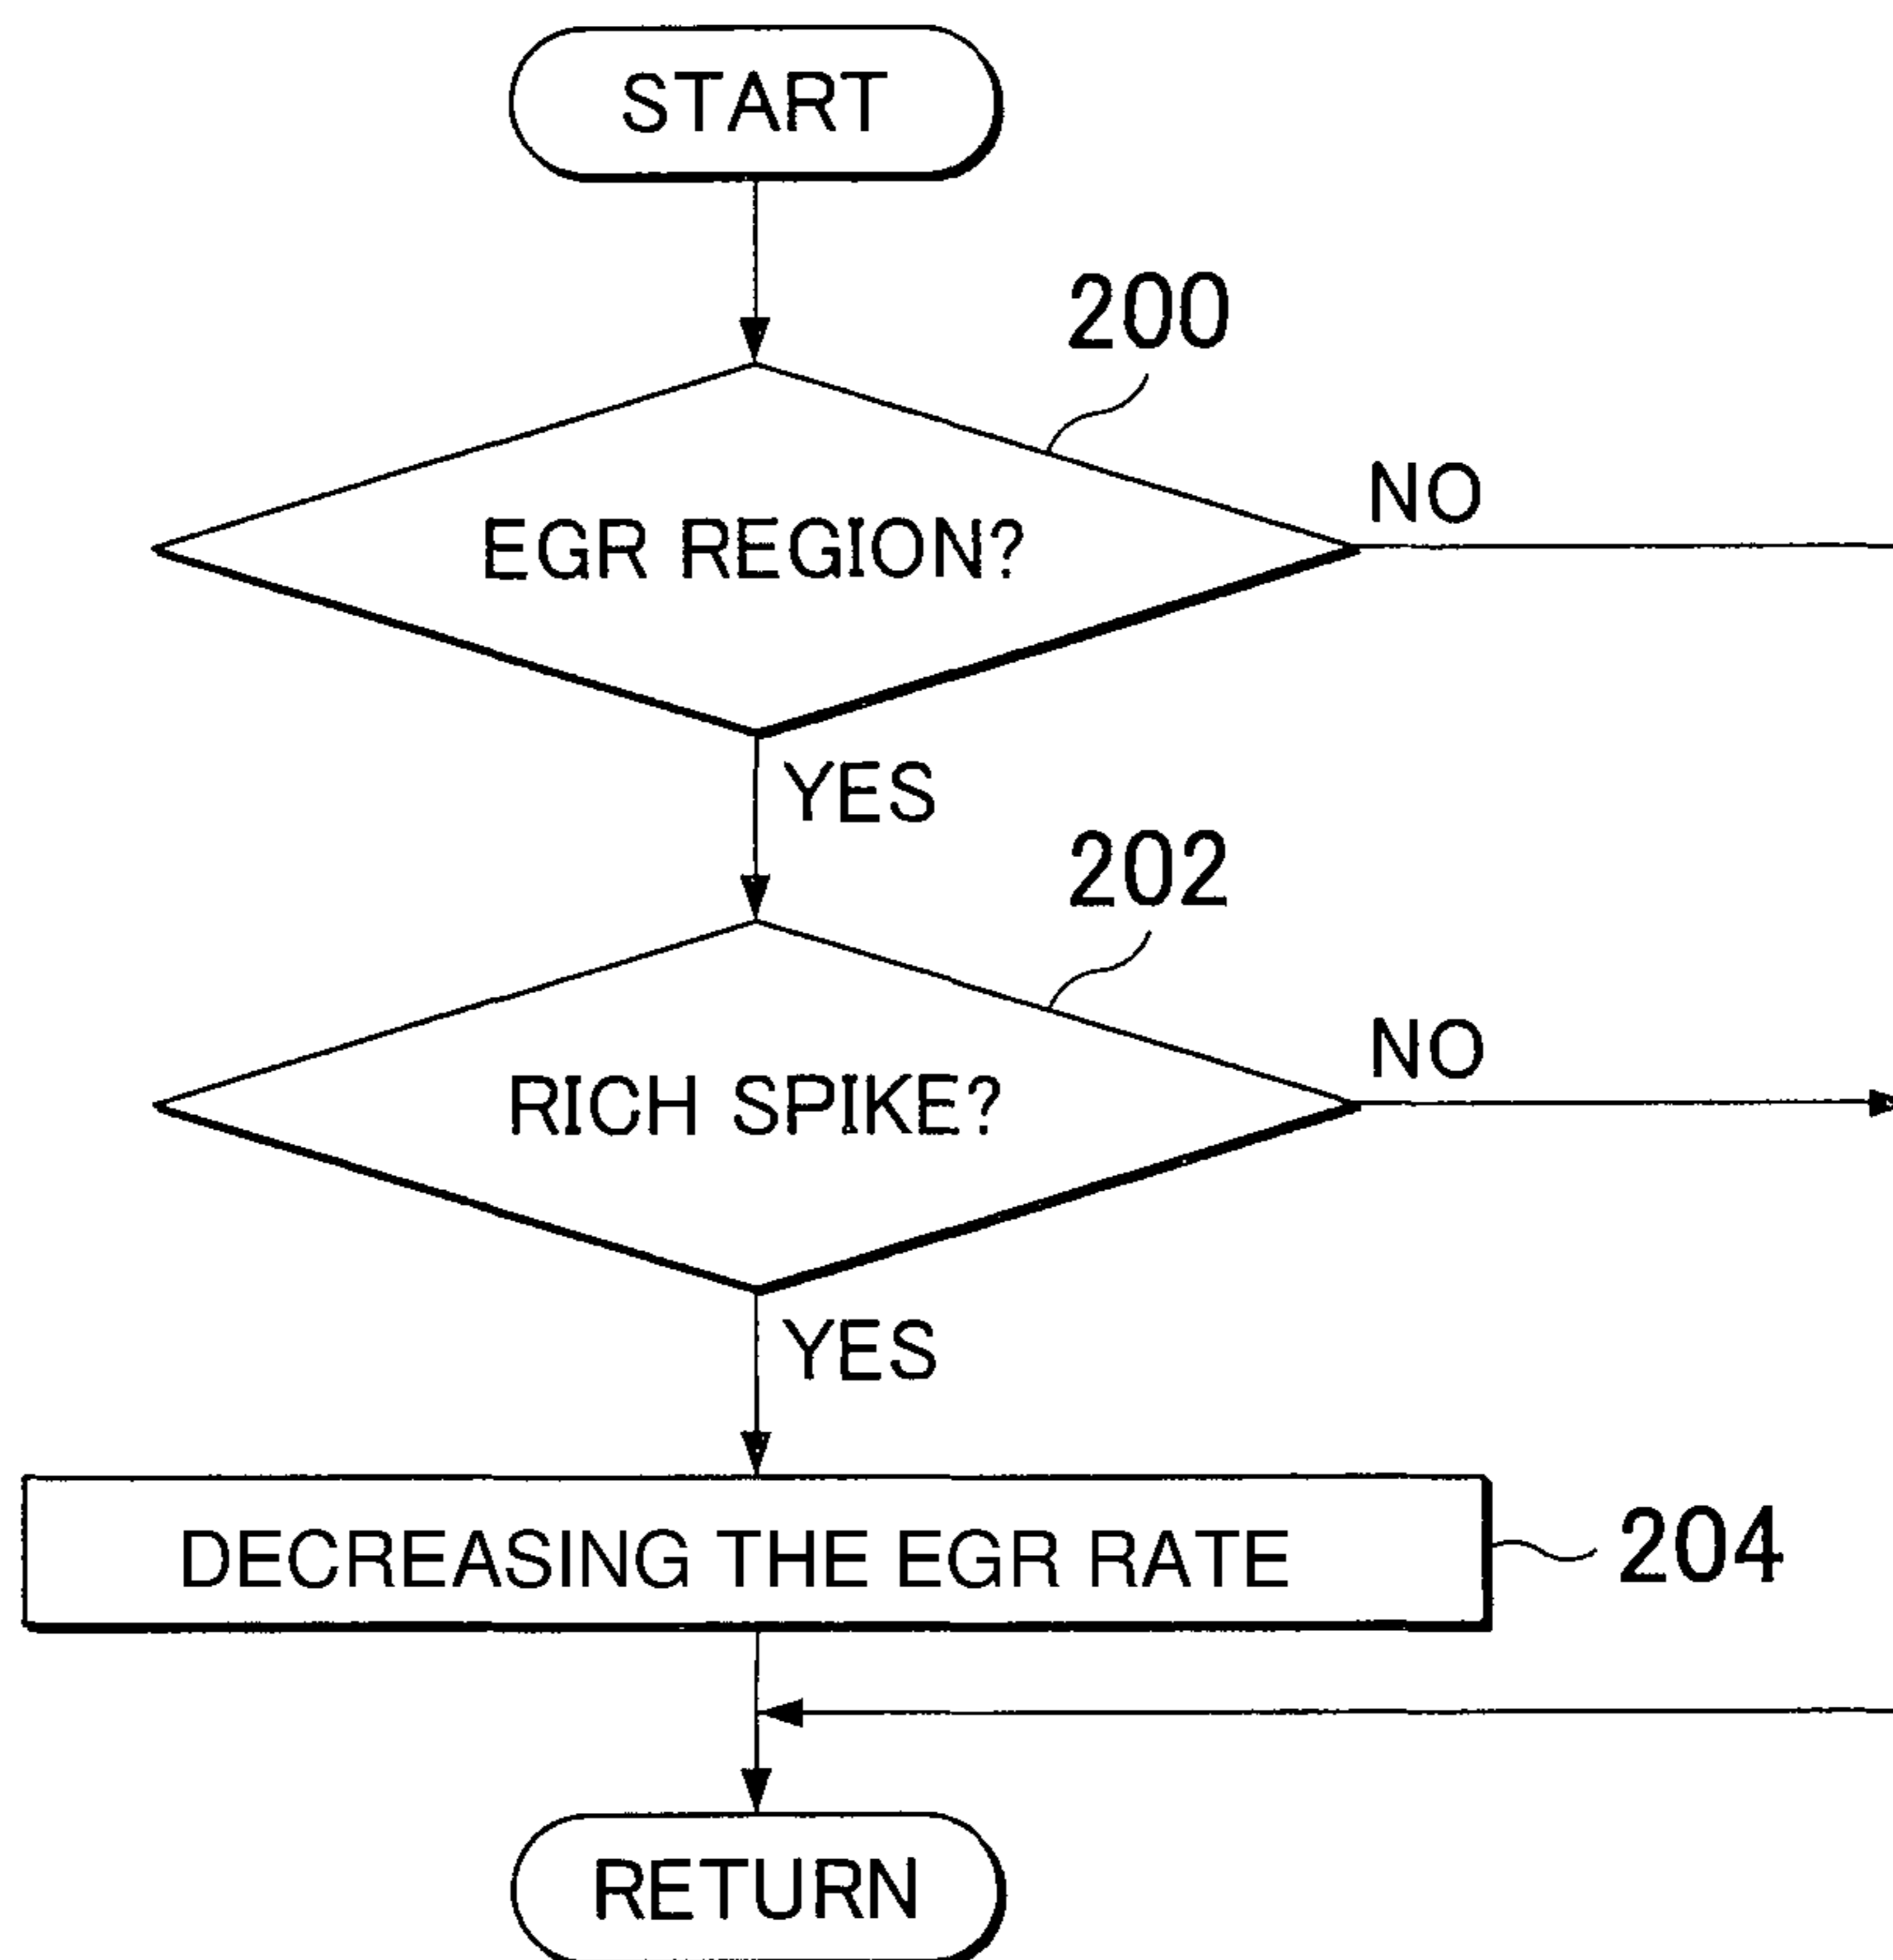 START
200
EGR REGION?
NO
YES
202
RICH SPIKE?
NO
YES
DECREASING THE EGR RATE
204
RETURN